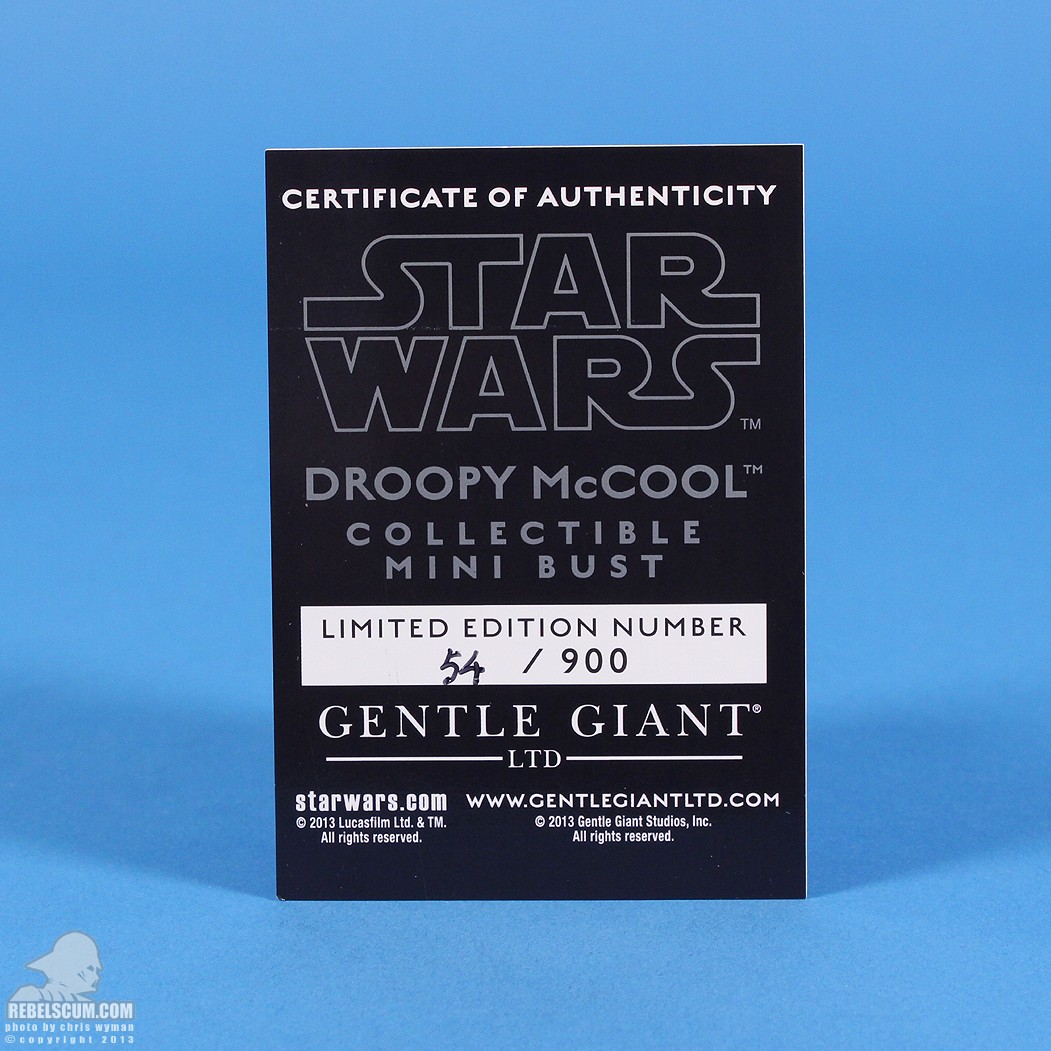 CERTIFICATE OF AUTHENTICITY
STAR
WARS™
DROOPY McCOOL™
COLLECTIBLE
MINI BUST
LIMITED EDITION NUMBER
54 / 900
GENTLE GIANT®
LTD
starwars.com WWW.GENTLEGIANTLTD.COM
© 2013 Lucasfilm Ltd. & TM. © 2013 Gentle Giant Studios, Inc.
All rights reserved. All rights reserved.
REBELSCUM.COM
photo by chris wyman
© copyright 2013